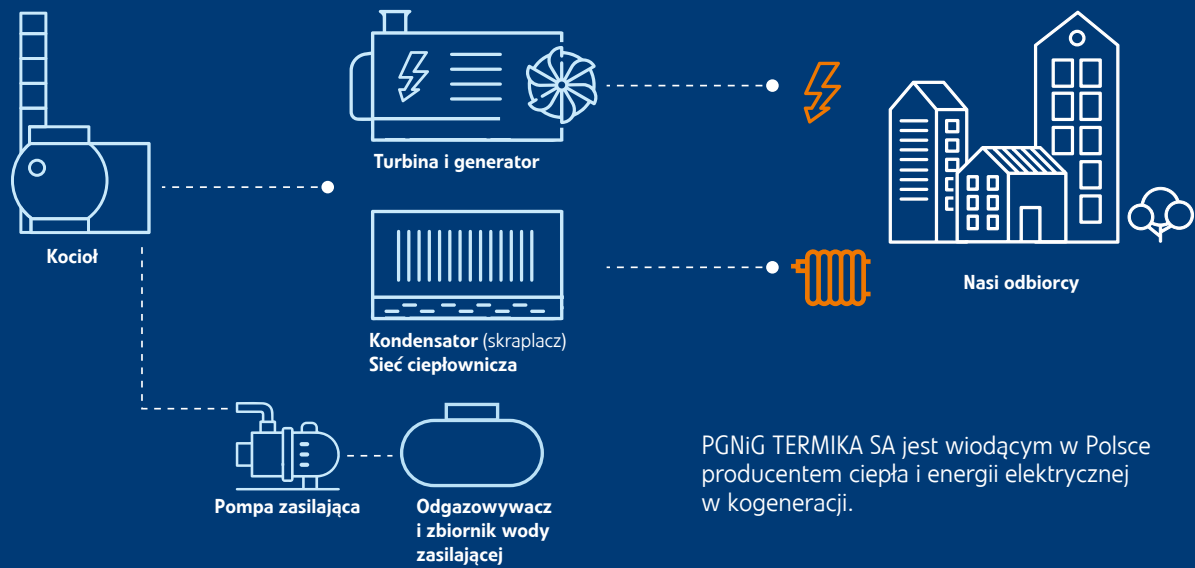 Turbina i generator
Kocioł
Nasi odbiorcy
Kondensator (skraplacz)
Sieć ciepłownicza
Pompa zasilająca
Odgazowywacz
i zbiornik wody
zasilającej
PGNiG TERMIKA SA jest wiodącym w Polsce
producentem ciepła i energii elektrycznej
w kogeneracji.